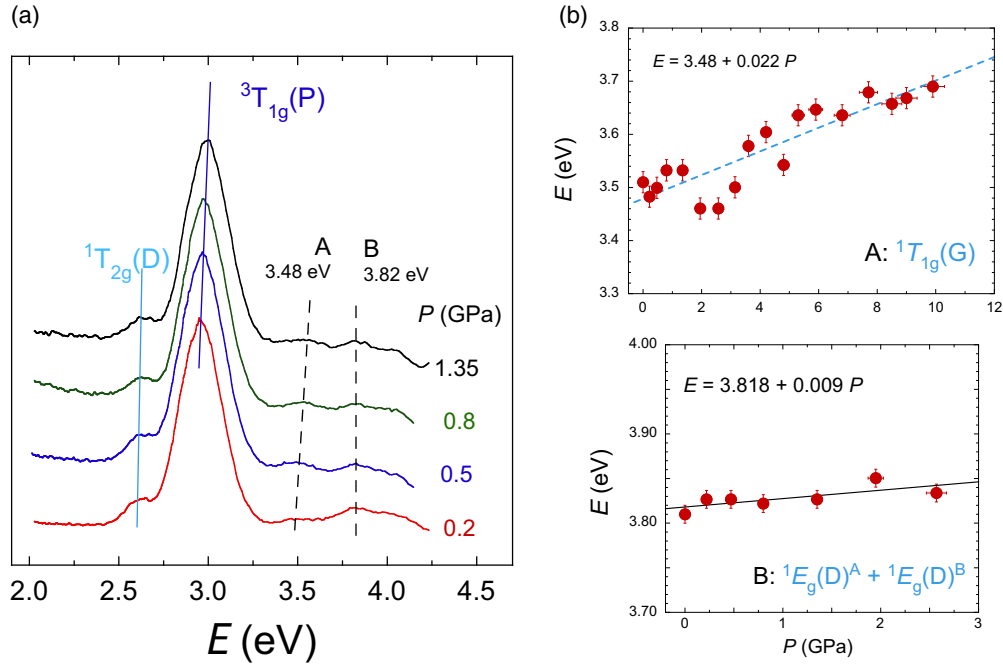 (a)
³T₁g(P)
¹T₂g(D)
A
3.48 eV
B
3.82 eV
P (GPa)
1.35
0.8
0.5
0.2
2.0 2.5 3.0 3.5 4.0 4.5
E (eV)
(b)
E = 3.48 + 0.022 P
3.8
3.7
3.6
3.5
3.4
3.3
E (eV)
0 2 4 6 8 10 12
A: ¹T₁g(G)
4.00
3.90
3.80
3.70
E (eV)
E = 3.818 + 0.009 P
B: ¹Eg(D)ᴬ + ¹Eg(D)ᴮ
0 1 2 3
P (GPa)